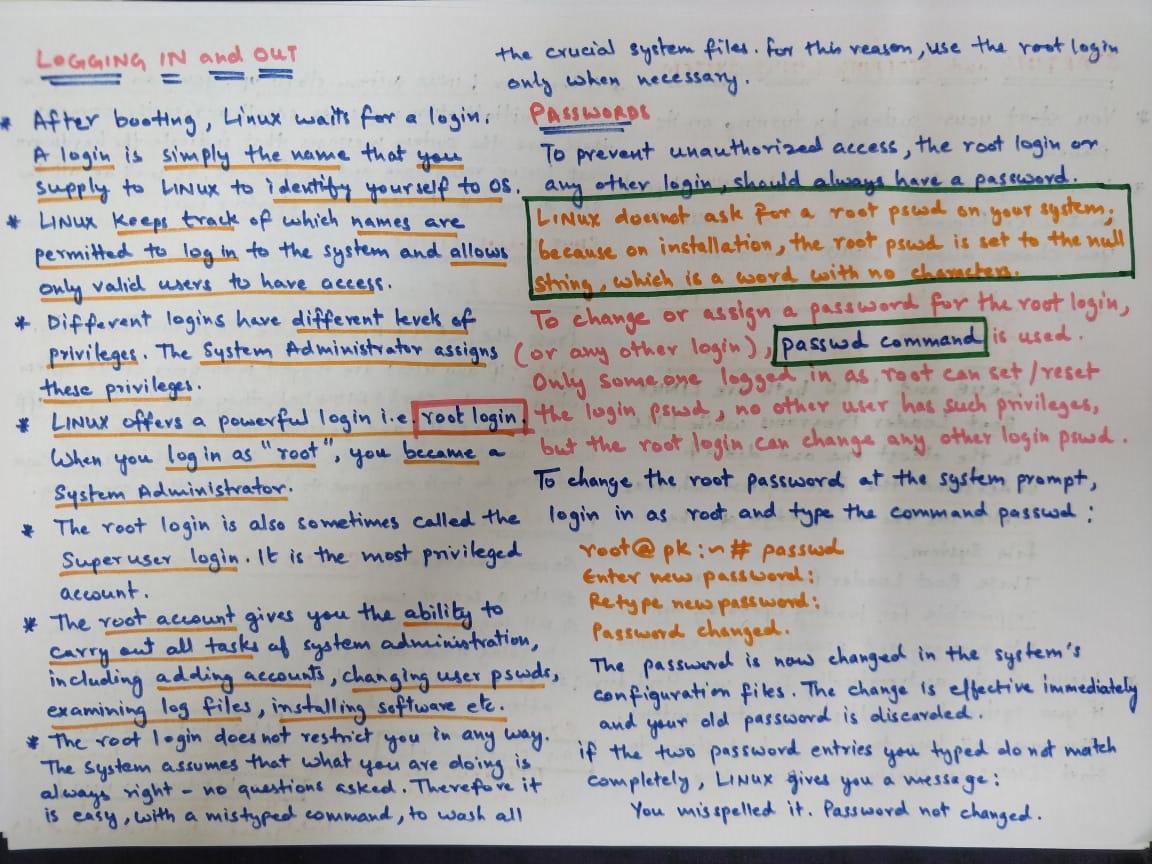 LOGGING IN and OUT
* After booting, Linux waits for a login.
A login is simply the name that you
supply to LINUX to identify yourself to OS.
* LINUX keeps track of which names are
permitted to log in to the system and allows
only valid users to have access.
* Different logins have different levels of
privileges. The System Administrator assigns
these privileges.
* LINUX offers a powerful login i.e. root login
When you log in as "root", you became a
System Administrator.
* The root login is also sometimes called the
Superuser login. It is the most privileged
account.
* The root account gives you the ability to
carry out all tasks of system administration,
including adding accounts, changing user pswds,
examining log files, installing software etc.
* The root login does not restrict you in any way.
The system assumes that what you are doing is
always right - no questions asked. Therefore it
is easy, with a mistyped command, to wash all
the crucial system files. for this reason, use the root login
only when necessary.
PASSWORDS
To prevent unauthorized access, the root login or
any other login, should always have a password.
LINUX doesnot ask for a root pswd on your system,
because on installation, the root pswd is set to the null
string, which is a word with no characters.
To change or assign a password for the root login,
(or any other login), passwd command is used.
Only someone logged in as root can set/reset
the login pswd, no other user has such privileges,
but the root login can change any other login pswd.
To change the root password, at the system prompt,
login in as root and type the command passwd:
root@pk:~# passwd
Enter new password:
Retype new password:
Password changed.
The password is now changed in the system's
configuration files. The change is effective immediately
and your old password is discarded.
if the two password entries you typed do not match
completely, LINUX gives you a message:
You misspelled it. Password not changed.